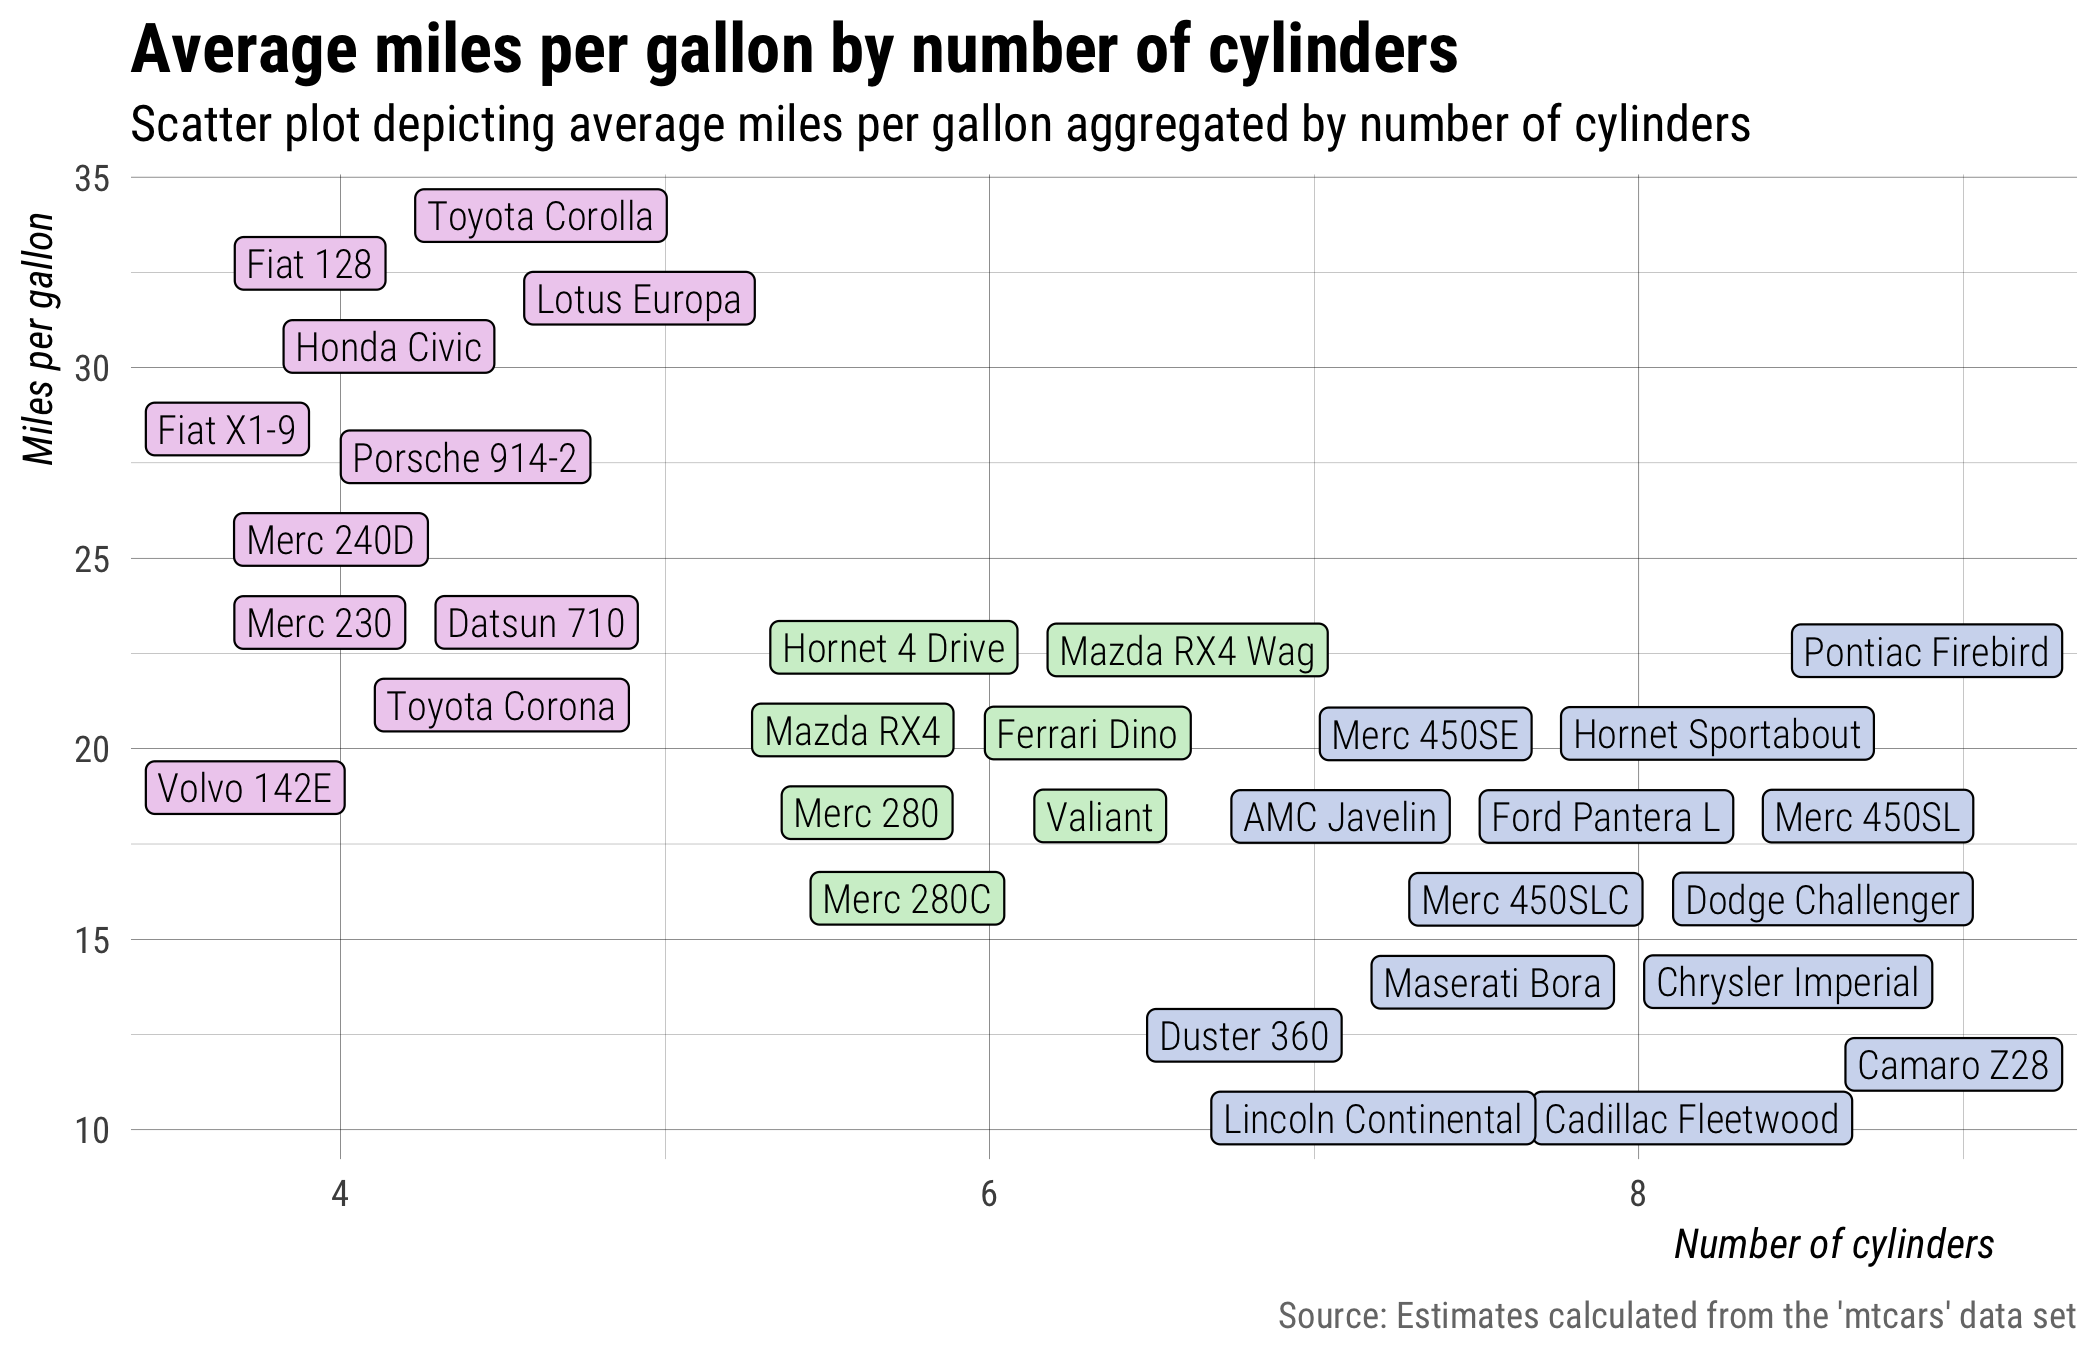 Average miles per gallon by number of cylinders
Scatter plot depicting average miles per gallon aggregated by number of cylinders
Miles per gallon
35
Toyota Corolla
Fiat 128
Lotus Europa
Honda Civic
30
Fiat X1-9
Porsche 914-2
Merc 240D
25
Merc 230
Datsun 710
Hornet 4 Drive
Mazda RX4 Wag
Pontiac Firebird
Toyota Corona
Mazda RX4
Ferrari Dino
Merc 450SE
Hornet Sportabout
20
Volvo 142E
Merc 280
Valiant
AMC Javelin
Ford Pantera L
Merc 450SL
Merc 280C
Merc 450SLC
Dodge Challenger
15
Maserati Bora
Chrysler Imperial
Duster 360
Camaro Z28
Lincoln Continental
Cadillac Fleetwood
10
4
6
8
Number of cylinders
Source: Estimates calculated from the 'mtcars' data set